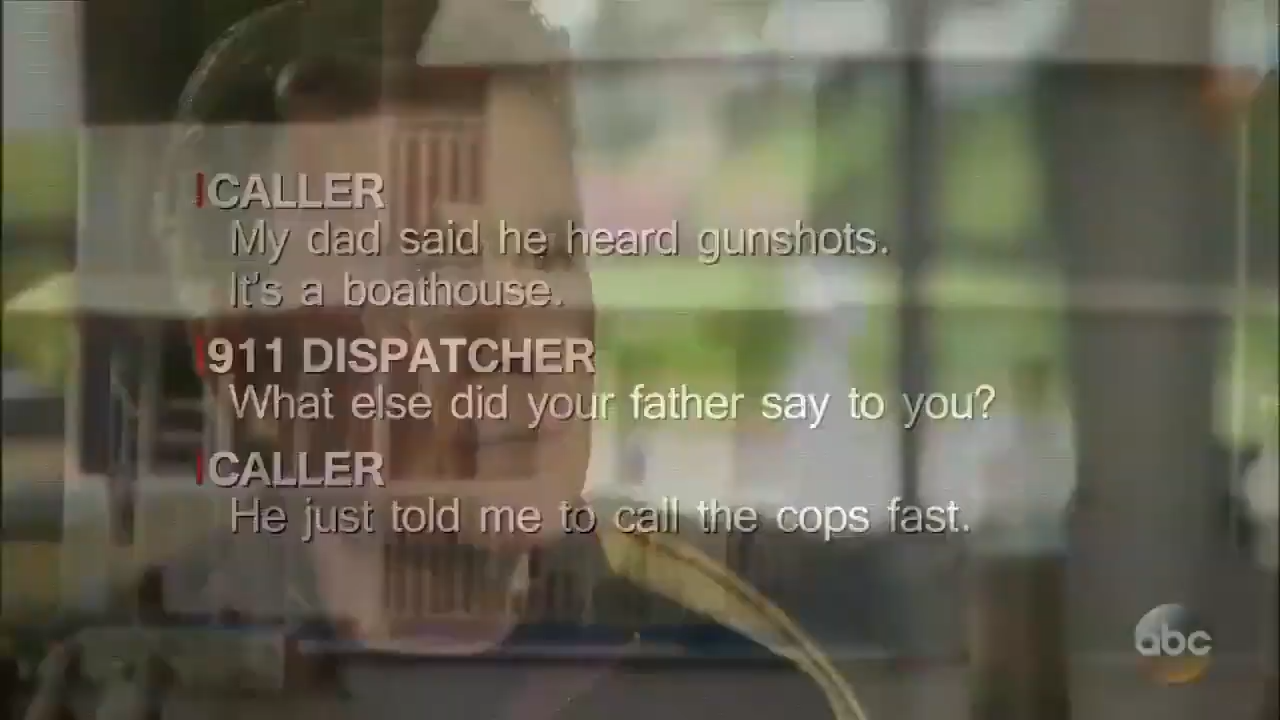 CALLER
My dad said he heard gunshots.
It's a boathouse.
911 DISPATCHER
What else did your father say to you?
CALLER
He just told me to call the cops fast.
abc